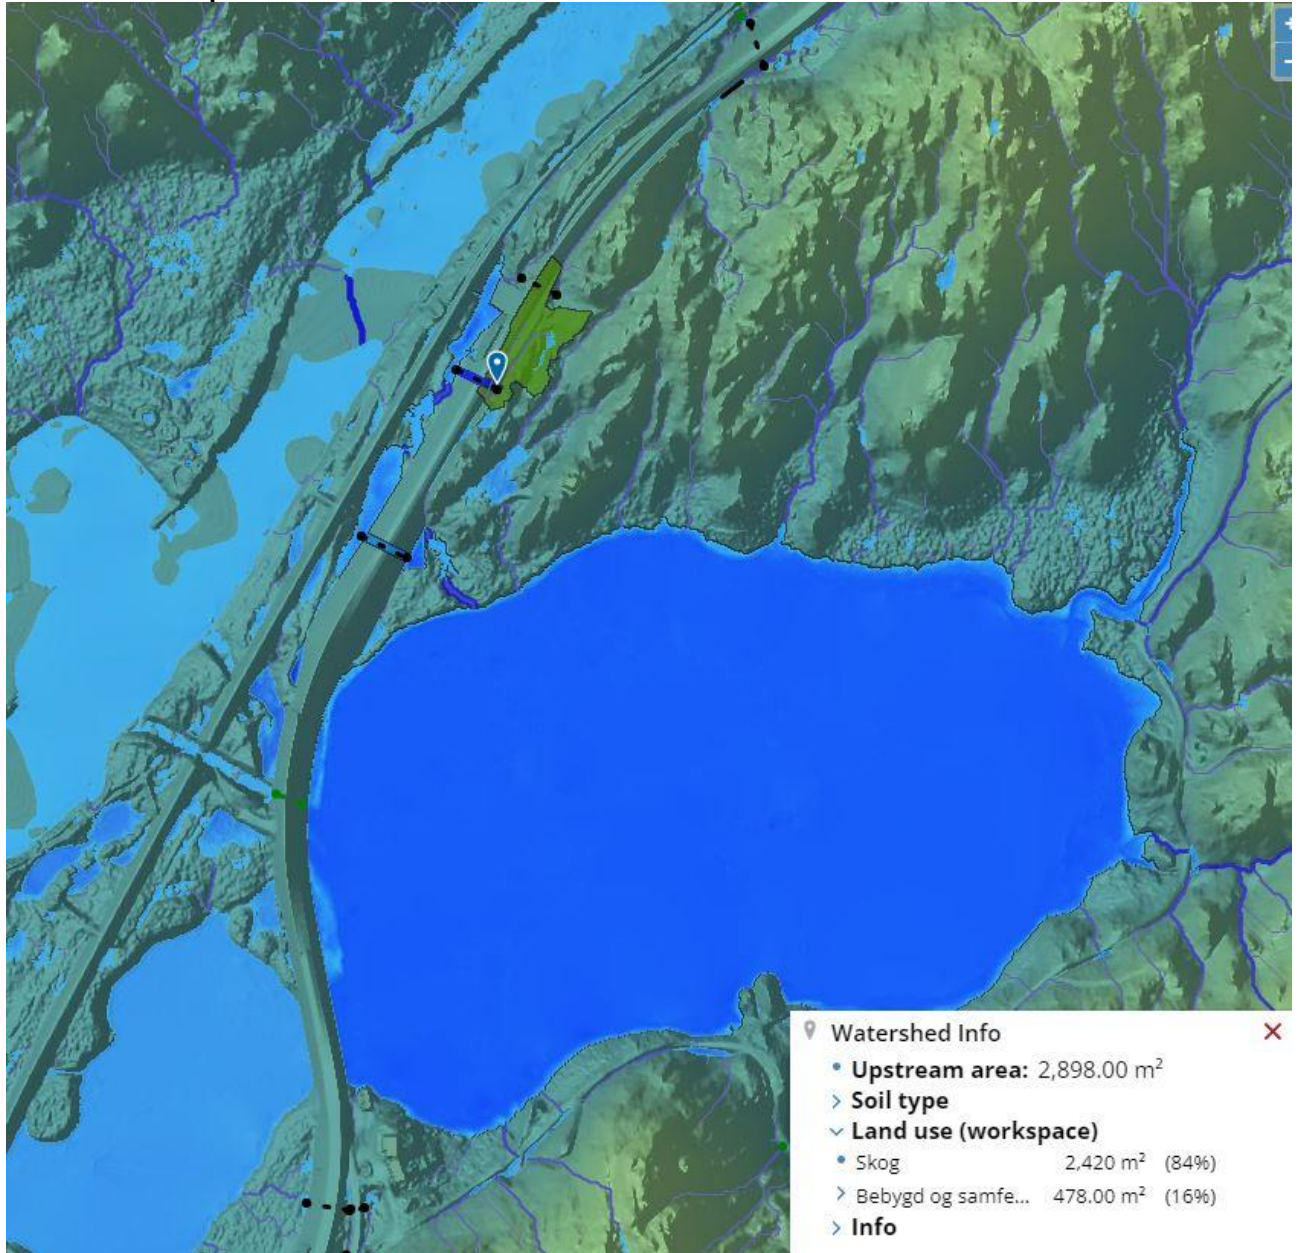 Watershed Info
Upstream area: 2,898.00 m²
Soil type
Land use (workspace)
Skog 2,420 m² (84%)
Bebygd og samfe... 478.00 m² (16%)
Info